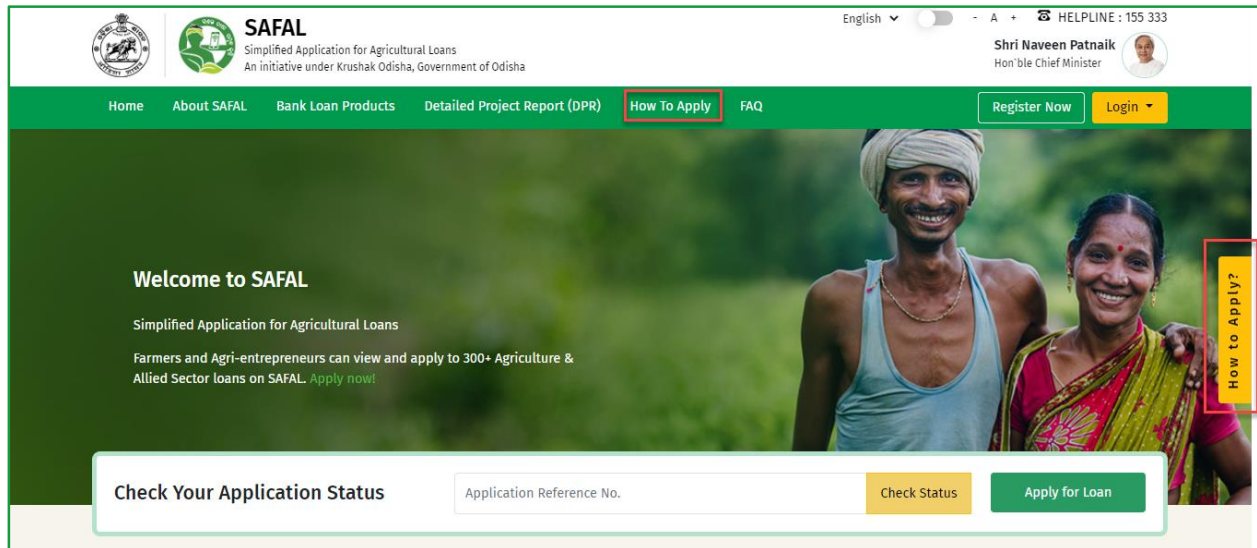 English
- A +
HELPLINE : 155 333
SAFAL
Simplified Application for Agricultural Loans
An initiative under Krushak Odisha, Government of Odisha
Shri Naveen Patnaik
Hon`ble Chief Minister
Home About SAFAL Bank Loan Products Detailed Project Report (DPR) How To Apply FAQ Register Now Login
Welcome to SAFAL
Simplified Application for Agricultural Loans
Farmers and Agri-entrepreneurs can view and apply to 300+ Agriculture &
Allied Sector loans on SAFAL. Apply now!
How to Apply?
Check Your Application Status Application Reference No. Check Status Apply for Loan